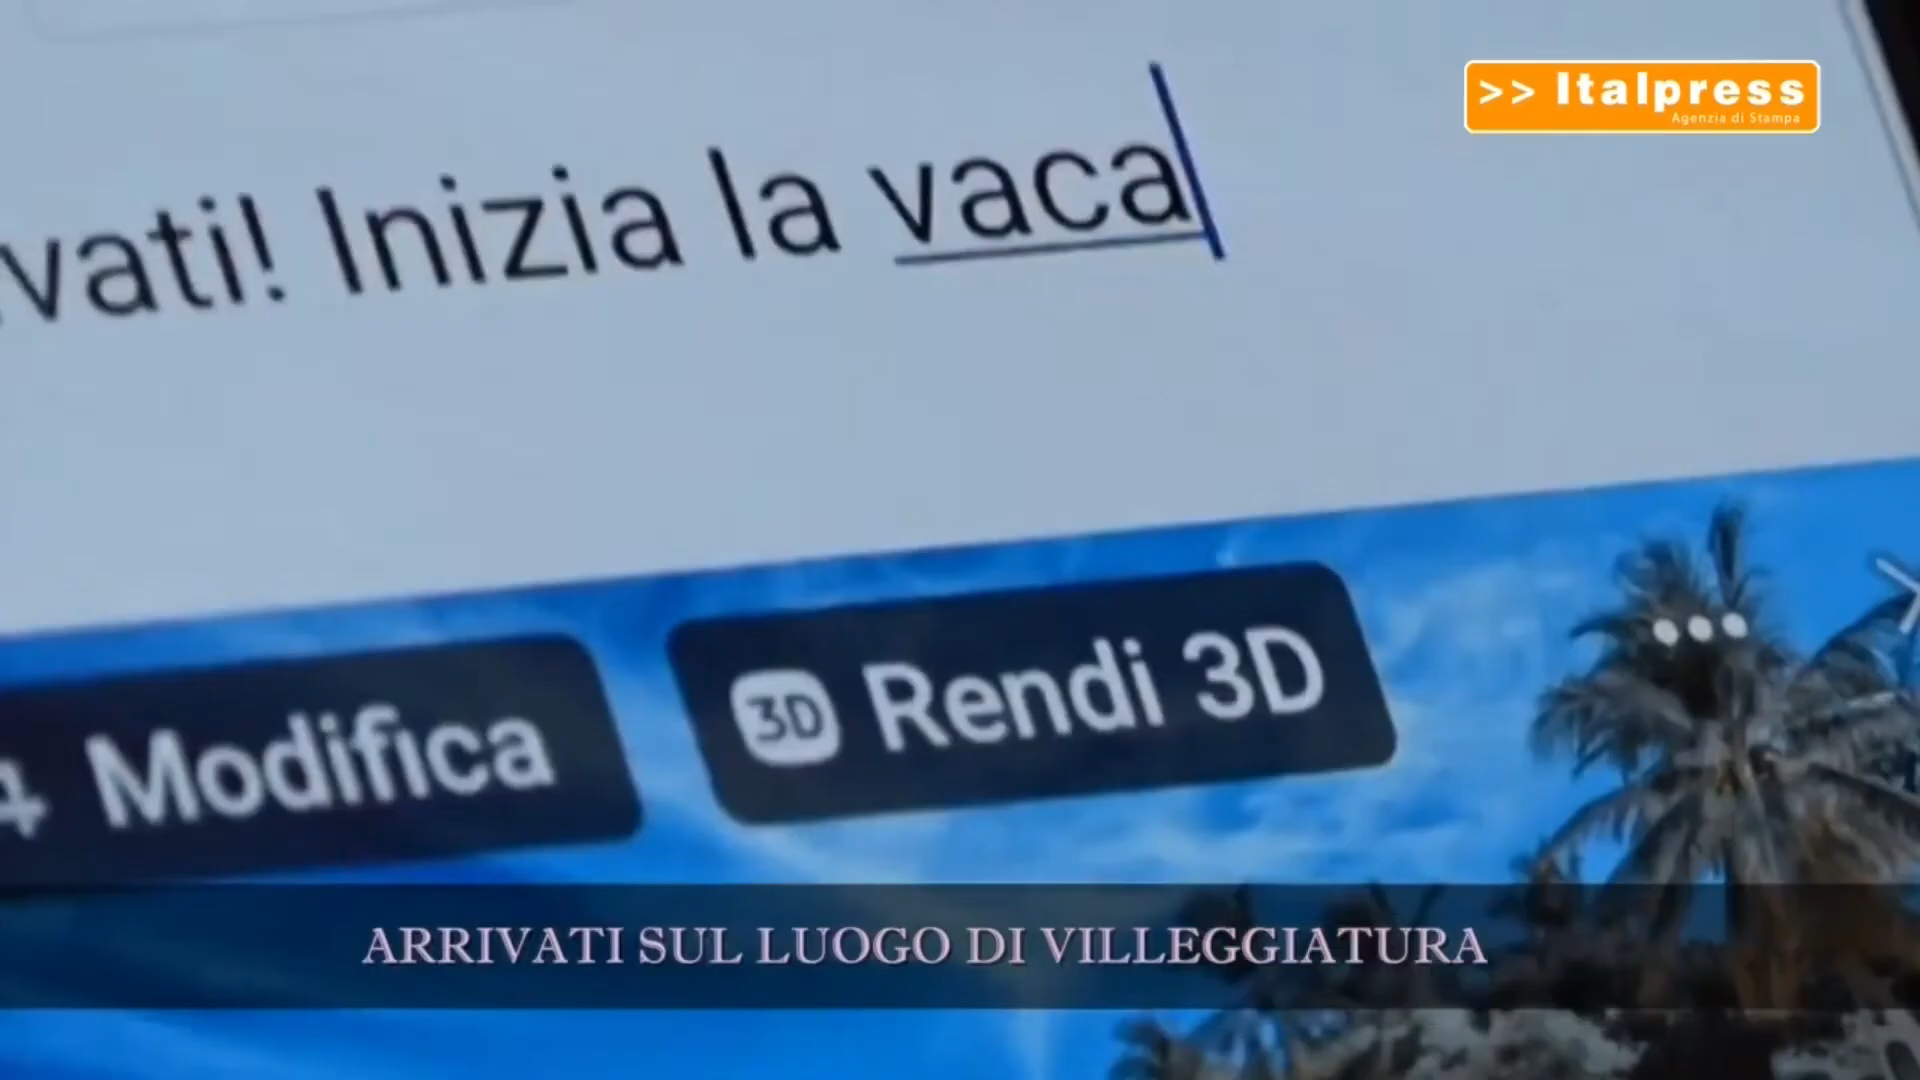 >> Italpress
Agenzia di Stampa
vati! Inizia la vaca
Modifica
3D Rendi 3D
ARRIVATI SUL LUOGO DI VILLEGGIATURA